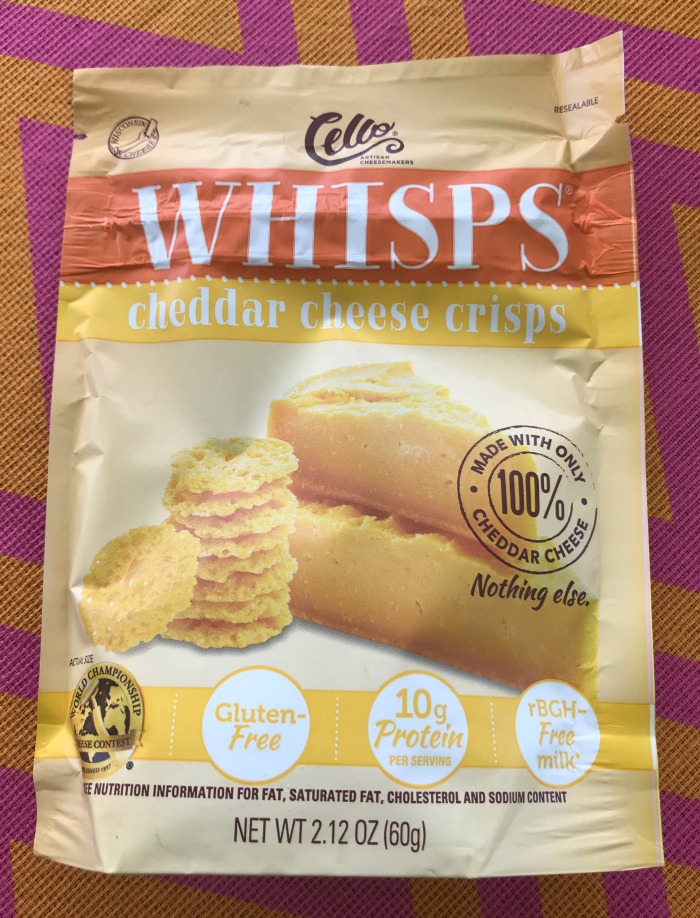 RESEALABLE
WISCONSIN
CHEESE
Cello®
ARTISAN
CHEESEMAKERS
WHISPS®
cheddar cheese crisps
MADE WITH ONLY
100%
CHEDDAR CHEESE
Nothing else.
SIZE
WORLD CHAMPIONSHIP
CONTEST
®
Gluten-
Free
10g
Protein
PER SERVING
rBGH-
Free
milk*
NUTRITION INFORMATION FOR FAT, SATURATED FAT, CHOLESTEROL AND SODIUM CONTENT
NET WT 2.12 OZ (60g)